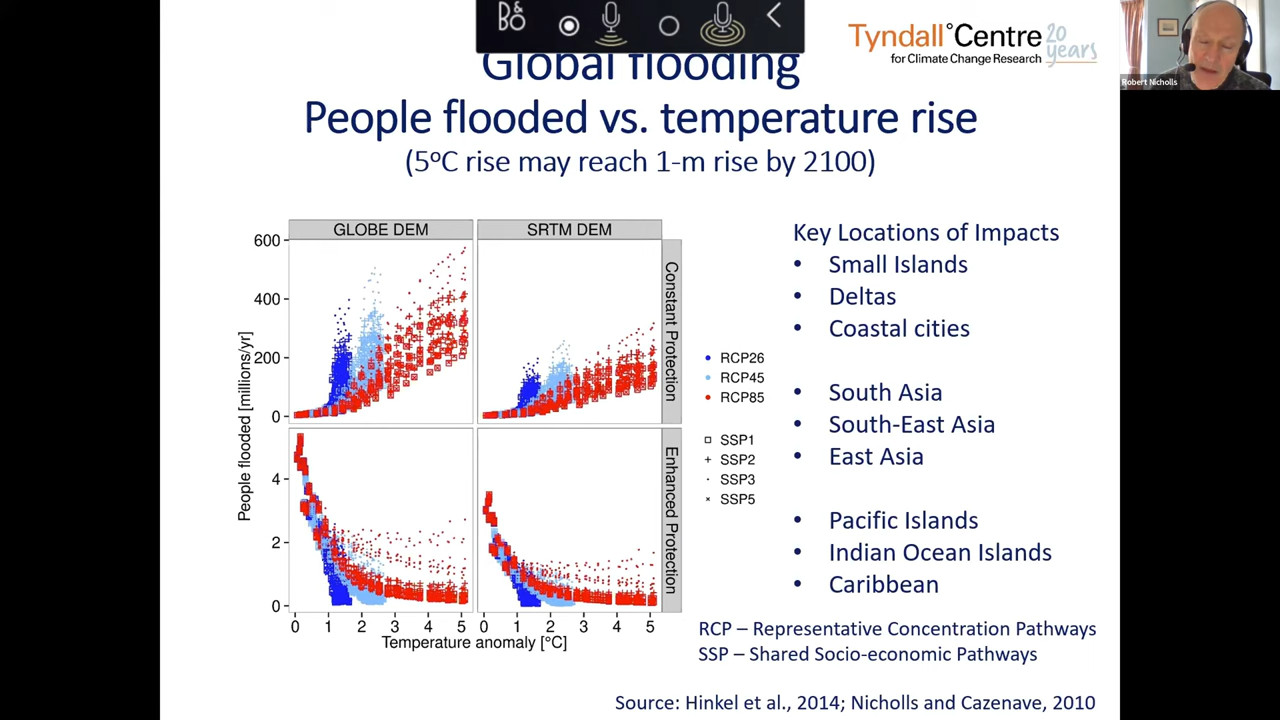 B&
BO
Tyndall°Centre
for Climate Change Research
20
years
Robert Nicholls
Global flooding
People flooded vs. temperature rise
(5°C rise may reach 1-m rise by 2100)
GLOBE DEM
SRTM DEM
600
400
200
0
Constant Protection
People flooded [millions/yr]
4
2
0
Enhanced Protection
0 1 2 3 4 5
0 1 2 3 4 5
Temperature anomaly [°C]
RCP26
RCP45
RCP85
SSP1
SSP2
SSP3
SSP5
Key Locations of Impacts
• Small Islands
• Deltas
• Coastal cities
• South Asia
• South-East Asia
• East Asia
• Pacific Islands
• Indian Ocean Islands
• Caribbean
RCP – Representative Concentration Pathways
SSP – Shared Socio-economic Pathways
Source: Hinkel et al., 2014; Nicholls and Cazenave, 2010